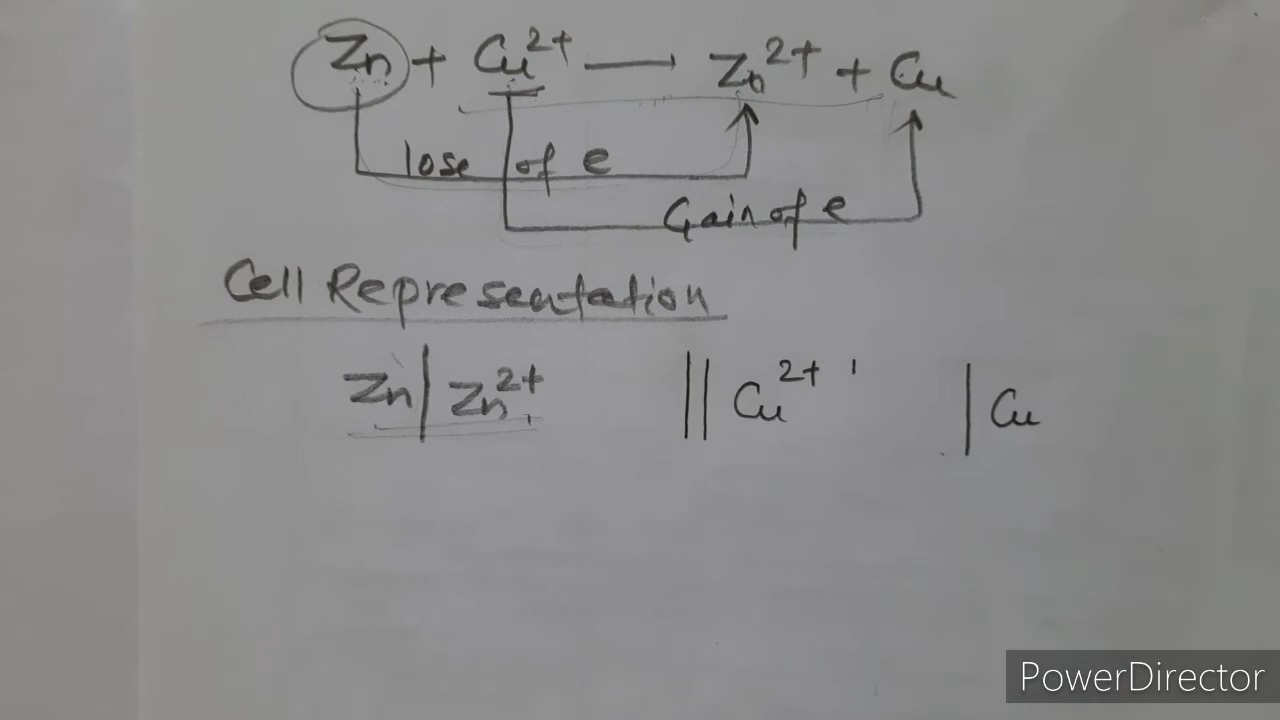 Zn + Cu²⁺ ⟶ Zn²⁺ + Cu
lose of e
Gain of e
Cell Representation
Zn | Zn²⁺ || Cu²⁺ | Cu
PowerDirector